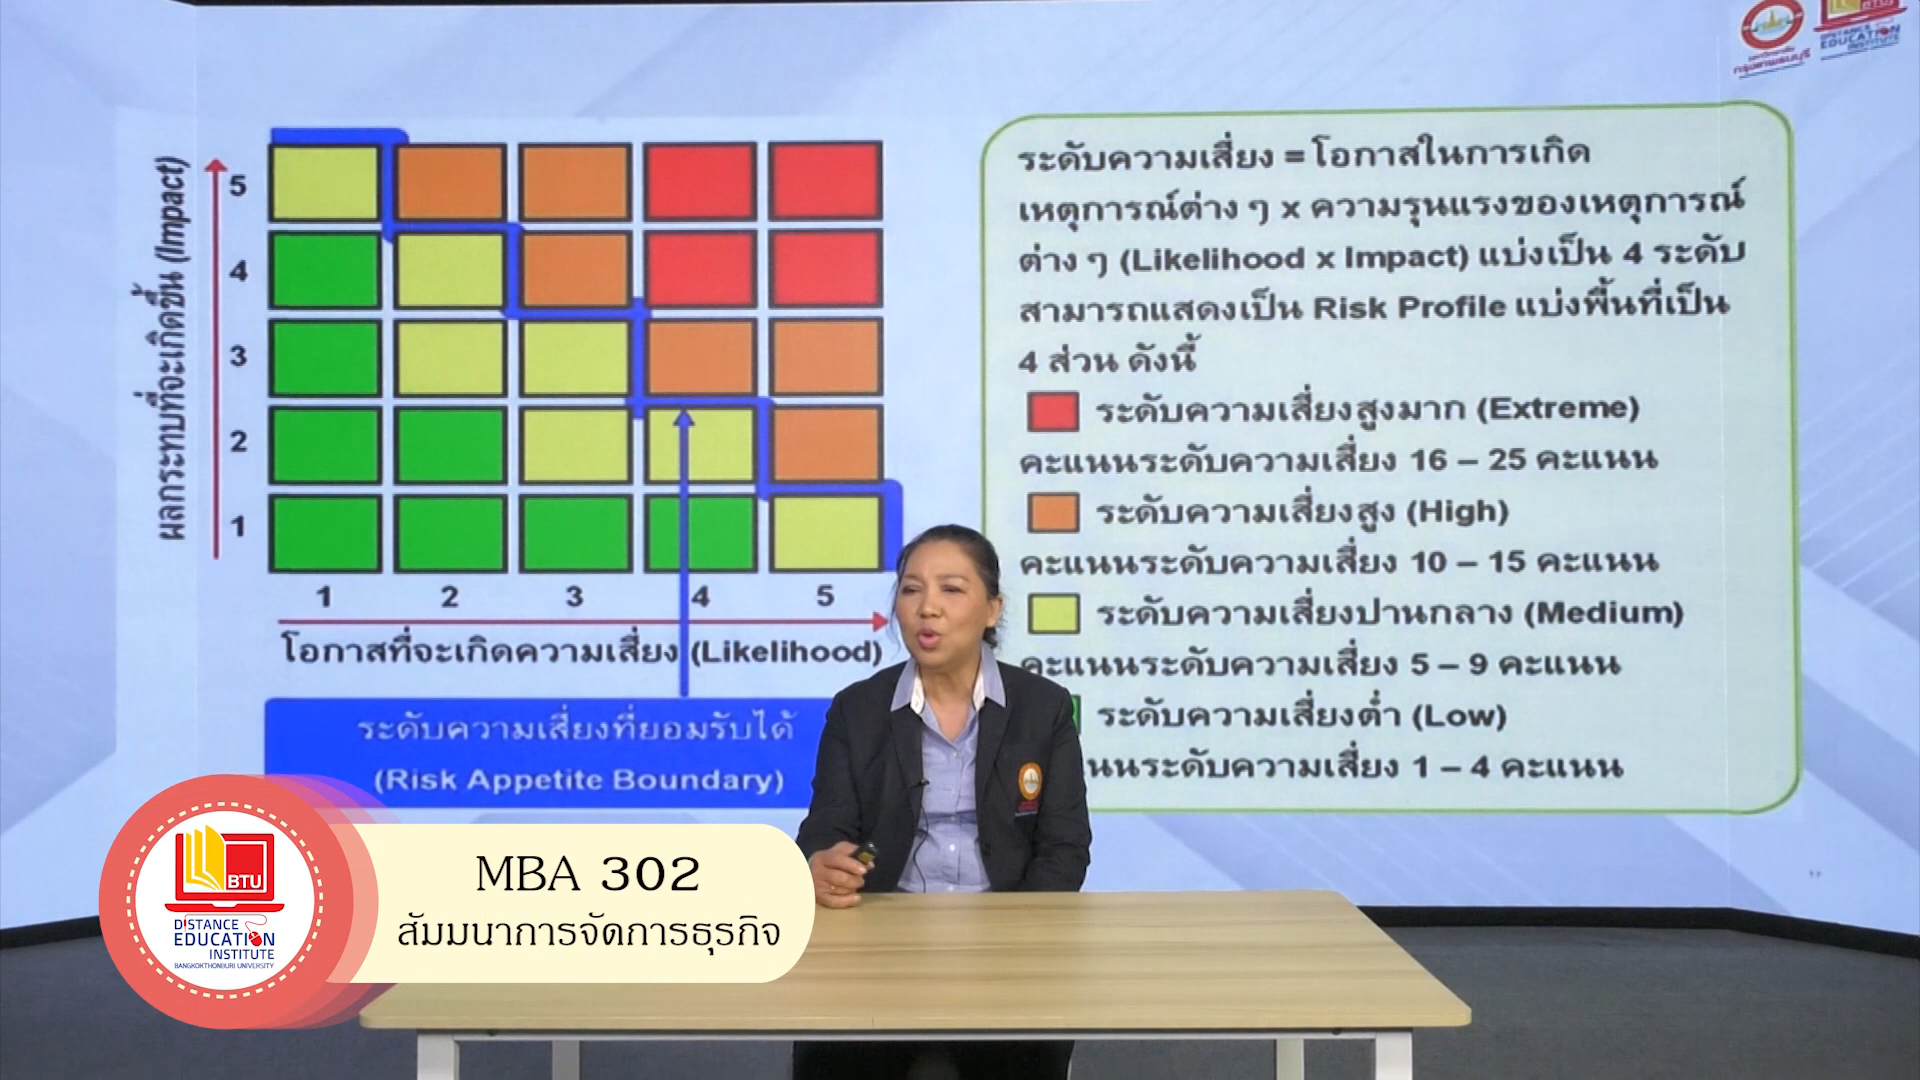 BTU
DISTANCE
EDUCATION
INSTITUTE
กรุงเทพธนบุรี
ผลกระทบที่จะเกิดขึ้น (Impact)
5
4
3
2
1
1 2 3 4 5
โอกาสที่จะเกิดความเสี่ยง (Likelihood)
ระดับความเสี่ยงที่ยอมรับได้
(Risk Appetite Boundary)
ระดับความเสี่ยง = โอกาสในการเกิด
เหตุการณ์ต่าง ๆ x ความรุนแรงของเหตุการณ์
ต่าง ๆ (Likelihood x Impact) แบ่งเป็น 4 ระดับ
สามารถแสดงเป็น Risk Profile แบ่งพื้นที่เป็น
4 ส่วน ดังนี้
ระดับความเสี่ยงสูงมาก (Extreme)
คะแนนระดับความเสี่ยง 16 – 25 คะแนน
ระดับความเสี่ยงสูง (High)
คะแนนระดับความเสี่ยง 10 – 15 คะแนน
ระดับความเสี่ยงปานกลาง (Medium)
คะแนนระดับความเสี่ยง 5 – 9 คะแนน
ระดับความเสี่ยงต่ำ (Low)
นนระดับความเสี่ยง 1 – 4 คะแนน
MBA 302
สัมมนาการจัดการธุรกิจ
BTU
DISTANCE
EDUCATION
INSTITUTE
BANGKOKTHONBURI UNIVERSITY